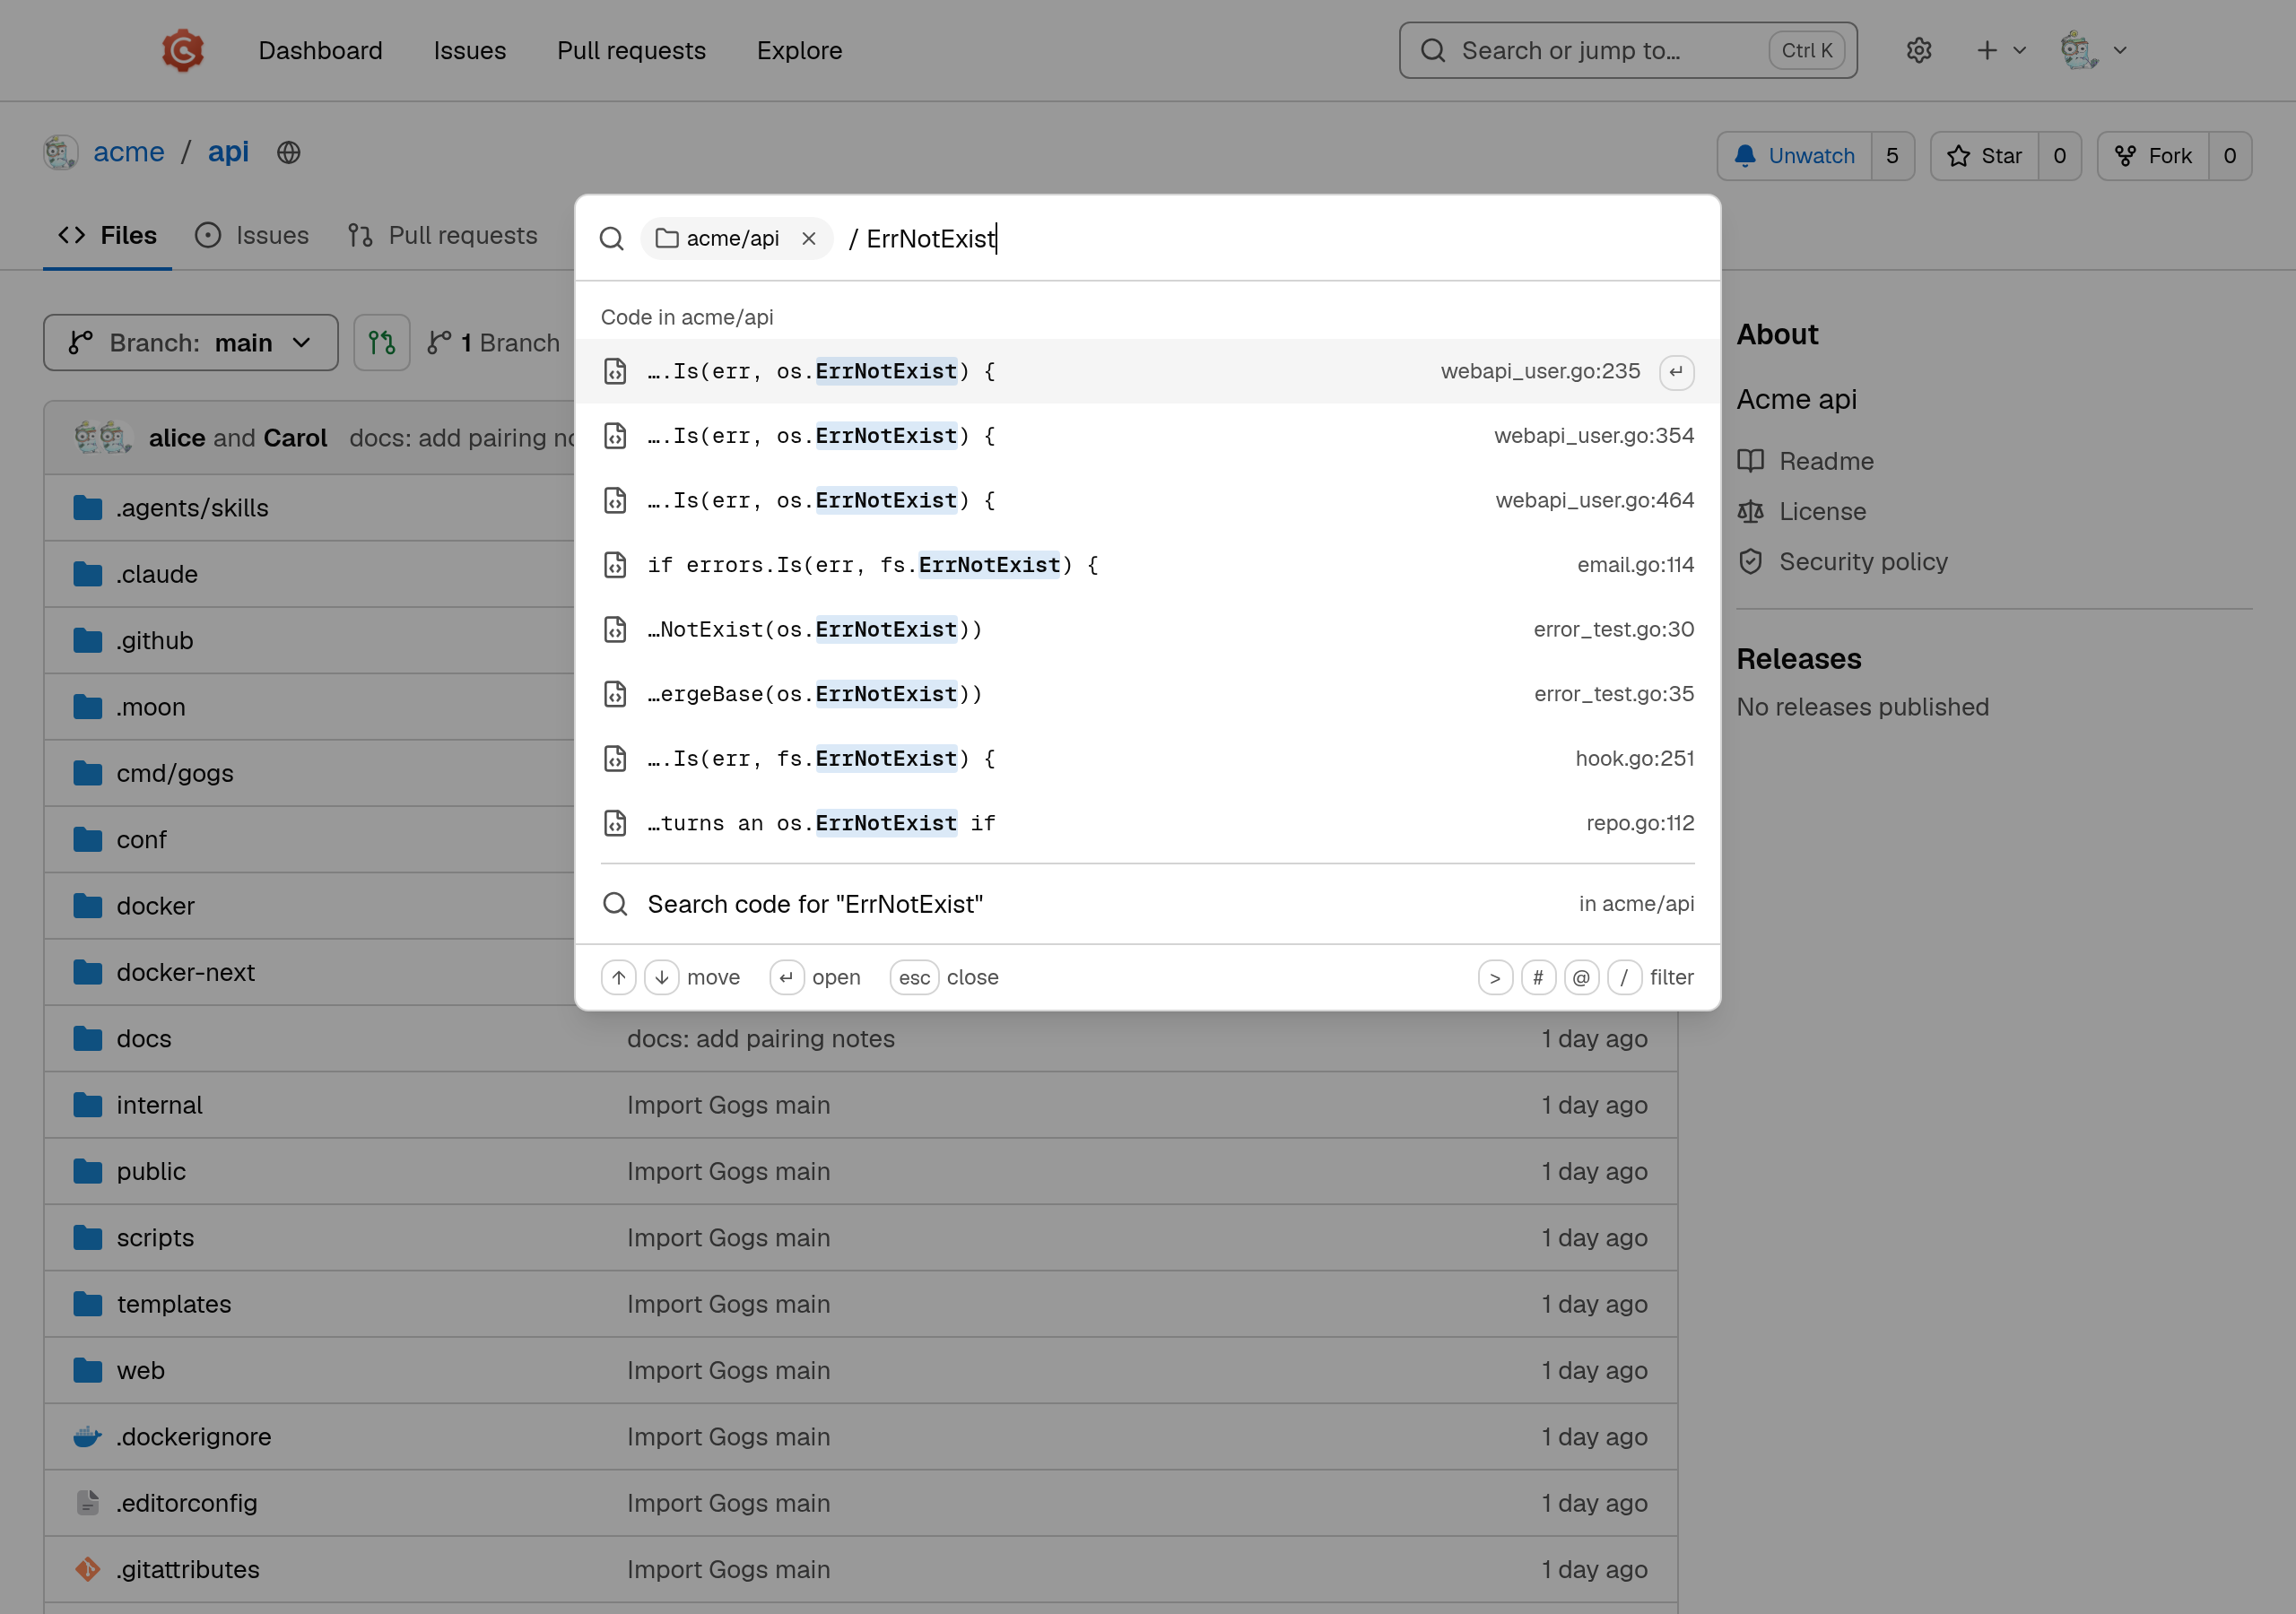 Dashboard Issues Pull requests Explore Search or jump to... Ctrl K
acme / api Unwatch 5 Star 0 Fork 0
Files Issues Pull requests
acme/api / ErrNotExist
Code in acme/api
….Is(err, os.ErrNotExist) { webapi_user.go:235
….Is(err, os.ErrNotExist) { webapi_user.go:354
….Is(err, os.ErrNotExist) { webapi_user.go:464
if errors.Is(err, fs.ErrNotExist) { email.go:114
…NotExist(os.ErrNotExist)) error_test.go:30
…ergeBase(os.ErrNotExist)) error_test.go:35
….Is(err, fs.ErrNotExist) { hook.go:251
…turns an os.ErrNotExist if repo.go:112
Search code for "ErrNotExist" in acme/api
move open esc close > # @ / filter
Branch: main 1 Branch
alice and Carol docs: add pairing
.agents/skills
.claude
.github
.moon
cmd/gogs
conf
docker
docker-next
docs docs: add pairing notes 1 day ago
internal Import Gogs main 1 day ago
public Import Gogs main 1 day ago
scripts Import Gogs main 1 day ago
templates Import Gogs main 1 day ago
web Import Gogs main 1 day ago
.dockerignore Import Gogs main 1 day ago
.editorconfig Import Gogs main 1 day ago
.gitattributes Import Gogs main 1 day ago
About
Acme api
Readme
License
Security policy
Releases
No releases published